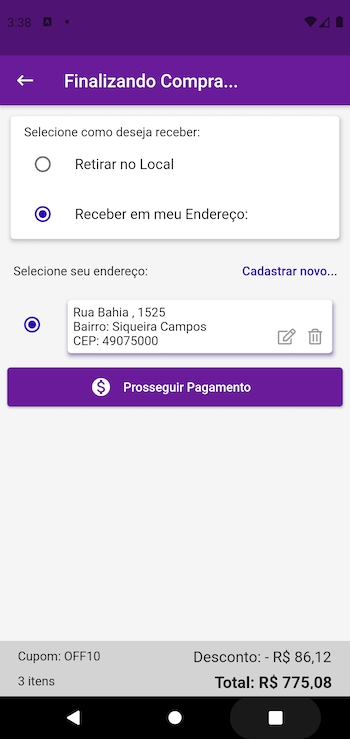 3:38
Finalizando Compra...
Selecione como deseja receber:
Retirar no Local
Receber em meu Endereço:
Selecione seu endereço:
Cadastrar novo...
Rua Bahia , 1525
Bairro: Siqueira Campos
CEP: 49075000
Prosseguir Pagamento
Cupom: OFF10
Desconto: - R$ 86,12
3 itens
Total: R$ 775,08